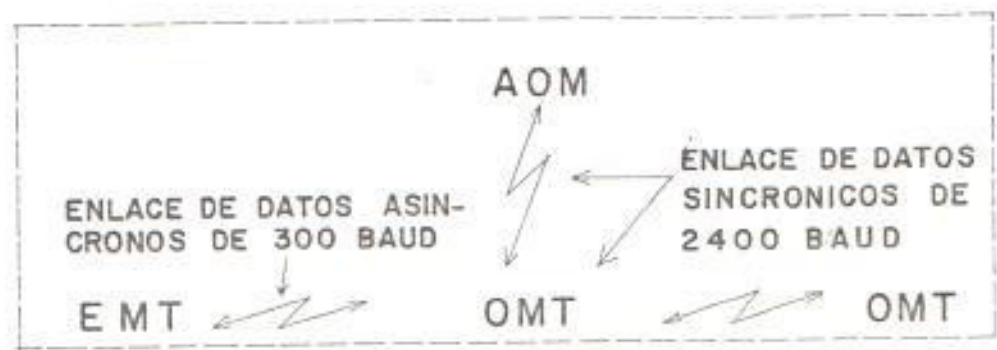 AOM
ENLACE DE DATOS
SINCRONICOS DE
2400 BAUD
ENLACE DE DATOS ASIN-
CRONOS DE 300 BAUD
EMT
OMT
OMT